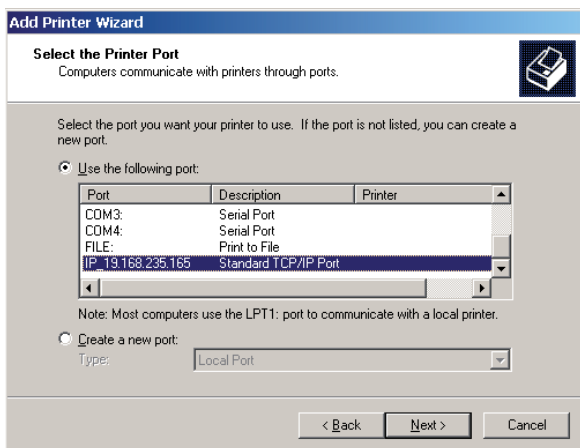 Add Printer Wizard
Select the Printer Port
Computers communicate with printers through ports.
Select the port you want your printer to use. If the port is not listed, you can create a
new port.
Use the following port:
Port Description Printer
COM3: Serial Port
COM4: Serial Port
FILE: Print to File
IP_19.168.235.165 Standard TCP/IP Port
Note: Most computers use the LPT1: port to communicate with a local printer.
Create a new port:
Type: Local Port
< Back Next > Cancel